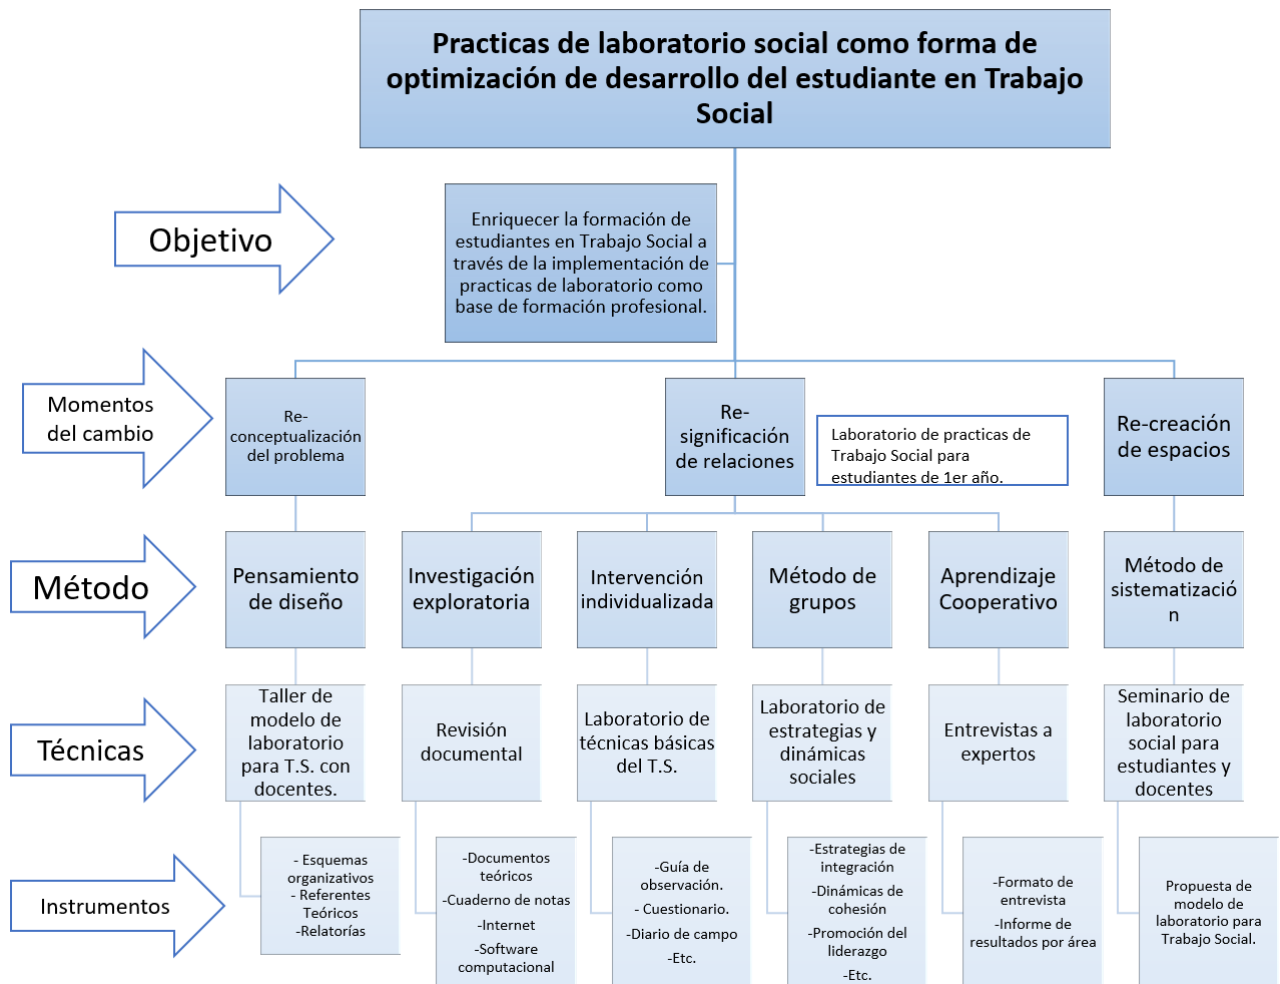 Practicas de laboratorio social como forma de
optimización de desarrollo del estudiante en Trabajo
Social
Objetivo
Enriquecer la formación de
estudiantes en Trabajo Social a
través de la implementación de
practicas de laboratorio como
base de formación profesional.
Momentos
del cambio
Re-
conceptualización
del problema
Re-
significación
de relaciones
Laboratorio de practicas de
Trabajo Social para
estudiantes de 1er año.
Re-creación
de espacios
Método
Pensamiento
de diseño
Investigación
exploratoria
Intervención
individualizada
Método de
grupos
Aprendizaje
Cooperativo
Método de
sistematizació
n
Técnicas
Taller de
modelo de
laboratorio
para T.S. con
docentes.
Revisión
documental
Laboratorio de
técnicas básicas
del T.S.
Laboratorio de
estrategias y
dinámicas
sociales
Entrevistas a
expertos
Seminario de
laboratorio
social para
estudiantes y
docentes
Instrumentos
- Esquemas
organizativos
- Referentes
Teóricos
-Relatorías
-Documentos
teóricos
-Cuaderno de notas
-Internet
-Software
computacional
-Guía de
observación.
- Cuestionario.
-Diario de campo
-Etc.
-Estrategias de
integración
-Dinámicas de
cohesión
-Promoción del
liderazgo
-Etc.
-Formato de
entrevista
-Informe de
resultados por área
Propuesta de
modelo de
laboratorio para
Trabajo Social.